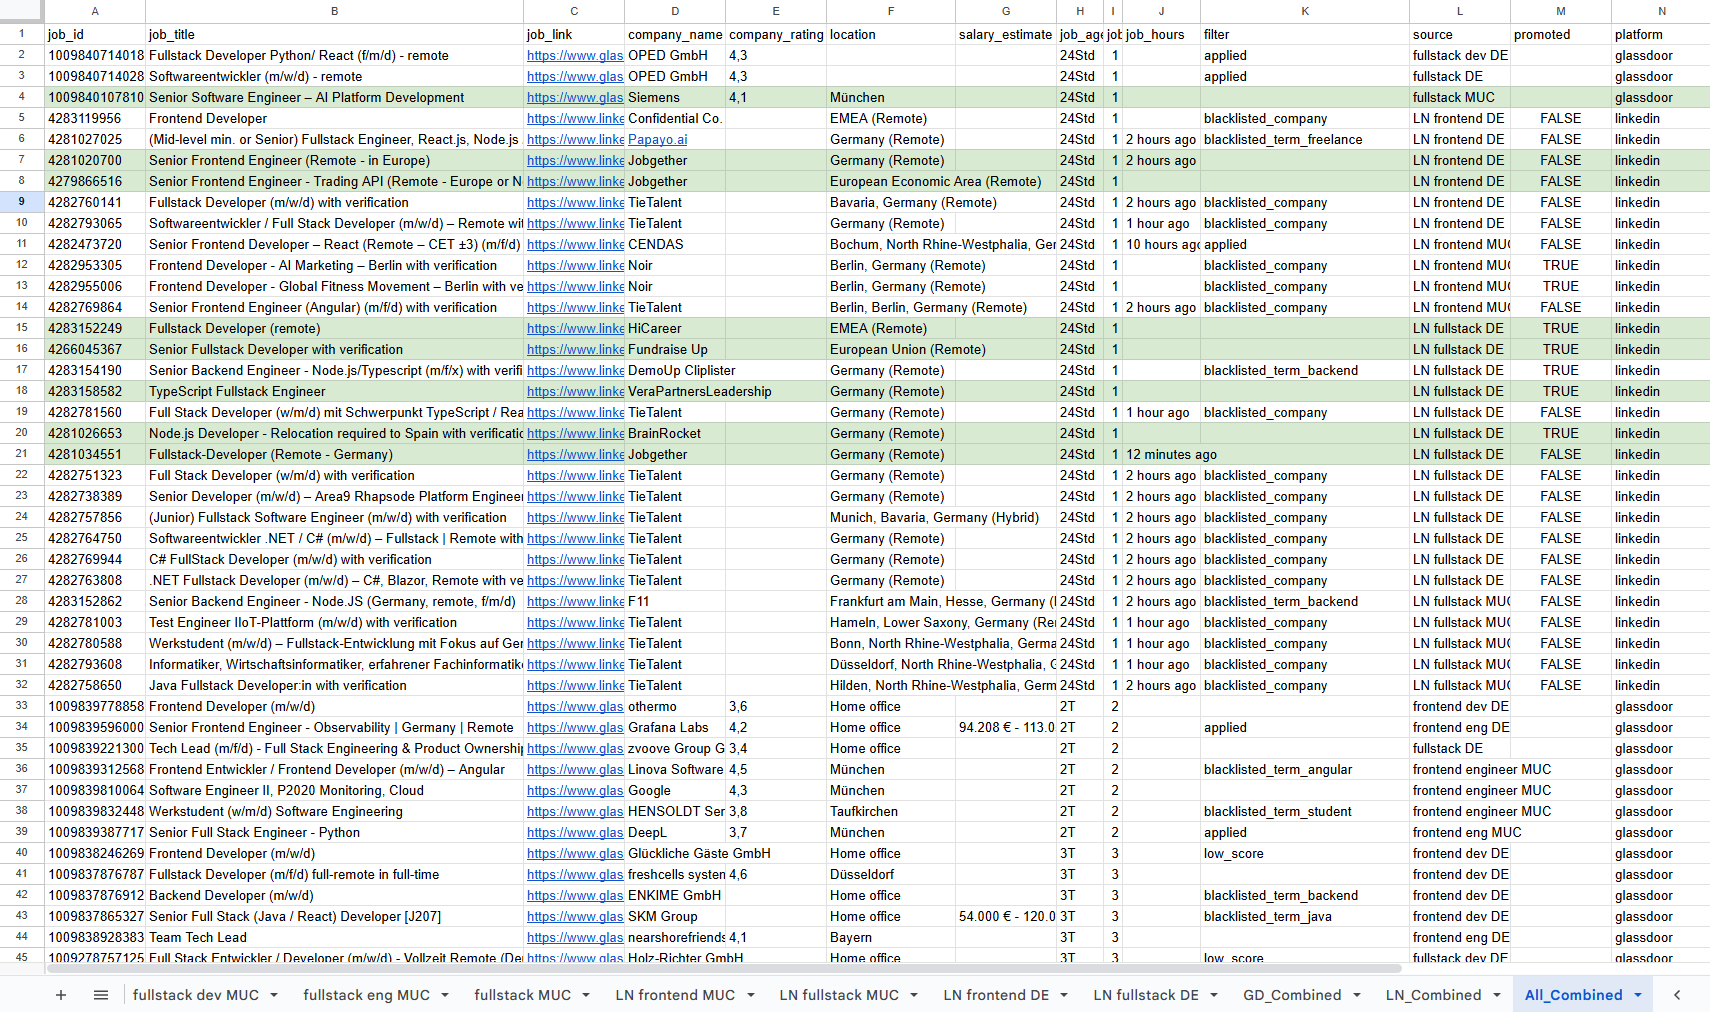 A B C D E F G H I J K L M N
1 job_id job_title job_link company_name company_rating location salary_estimate job_age job job_hours filter source promoted platform
2 1009840714018 Fullstack Developer Python/ React (f/m/d) - remote https://www.glas OPED GmbH 4,3 24Std 1 applied fullstack dev DE glassdoor
3 1009840714028 Softwareentwickler (m/w/d) - remote https://www.glas OPED GmbH 4,3 24Std 1 applied fullstack DE glassdoor
4 1009840107810 Senior Software Engineer – AI Platform Development https://www.glas Siemens 4,1 München 24Std 1 fullstack MUC glassdoor
5 4283119956 Frontend Developer https://www.linke Confidential Co. EMEA (Remote) 24Std 1 blacklisted_company LN frontend DE FALSE linkedin
6 4281027025 (Mid-level min. or Senior) Fullstack Engineer, React.js, Node.js https://www.linke Papayo.ai Germany (Remote) 24Std 1 2 hours ago blacklisted_term_freelance LN frontend DE FALSE linkedin
7 4281020700 Senior Frontend Engineer (Remote - in Europe) https://www.linke Jobgether Germany (Remote) 24Std 1 2 hours ago LN frontend DE FALSE linkedin
8 4279866516 Senior Frontend Engineer - Trading API (Remote - Europe or N https://www.linke Jobgether European Economic Area (Remote) 24Std 1 LN frontend DE FALSE linkedin
9 4282760141 Fullstack Developer (m/w/d) with verification https://www.linke TieTalent Bavaria, Germany (Remote) 24Std 1 2 hours ago blacklisted_company LN frontend DE FALSE linkedin
10 4282793065 Softwareentwickler / Full Stack Developer (m/w/d) – Remote wit https://www.linke TieTalent Germany (Remote) 24Std 1 1 hour ago blacklisted_company LN frontend DE FALSE linkedin
11 4282473720 Senior Frontend Developer – React (Remote – CET ±3) (m/f/d) https://www.linke CENDAS Bochum, North Rhine-Westphalia, Ger 24Std 1 10 hours ago applied LN frontend MUC FALSE linkedin
12 4282953305 Frontend Developer - AI Marketing – Berlin with verification https://www.linke Noir Berlin, Germany (Remote) 24Std 1 blacklisted_company LN frontend MUC TRUE linkedin
13 4282955006 Frontend Developer - Global Fitness Movement – Berlin with ve https://www.linke Noir Berlin, Germany (Remote) 24Std 1 blacklisted_company LN frontend MUC TRUE linkedin
14 4282769864 Senior Frontend Engineer (Angular) (m/f/d) with verification https://www.linke TieTalent Berlin, Berlin, Germany (Remote) 24Std 1 2 hours ago blacklisted_company LN frontend MUC FALSE linkedin
15 4283152249 Fullstack Developer (remote) https://www.linke HiCareer EMEA (Remote) 24Std 1 LN fullstack DE TRUE linkedin
16 4266045367 Senior Fullstack Developer with verification https://www.linke Fundraise Up European Union (Remote) 24Std 1 LN fullstack DE TRUE linkedin
17 4283154190 Senior Backend Engineer - Node.js/Typescript (m/f/x) with verifi https://www.linke DemoUp Cliplister Germany (Remote) 24Std 1 blacklisted_term_backend LN fullstack DE TRUE linkedin
18 4283158582 TypeScript Fullstack Engineer https://www.linke VeraPartnersLeadership Germany (Remote) 24Std 1 LN fullstack DE TRUE linkedin
19 4282781560 Full Stack Developer (w/m/d) mit Schwerpunkt TypeScript / Rea https://www.linke TieTalent Germany (Remote) 24Std 1 1 hour ago blacklisted_company LN fullstack DE FALSE linkedin
20 4281026653 Node.js Developer - Relocation required to Spain with verificatic https://www.linke BrainRocket Germany (Remote) 24Std 1 LN fullstack DE TRUE linkedin
21 4281034551 Fullstack-Developer (Remote - Germany) https://www.linke Jobgether Germany (Remote) 24Std 1 12 minutes ago LN fullstack DE FALSE linkedin
22 4282751323 Full Stack Developer (w/m/d) with verification https://www.linke TieTalent Germany (Remote) 24Std 1 2 hours ago blacklisted_company LN fullstack DE FALSE linkedin
23 4282738389 Senior Developer (m/w/d) – Area9 Rhapsode Platform Engineer https://www.linke TieTalent Germany (Remote) 24Std 1 2 hours ago blacklisted_company LN fullstack DE FALSE linkedin
24 4282757856 (Junior) Fullstack Software Engineer (m/w/d) with verification https://www.linke TieTalent Munich, Bavaria, Germany (Hybrid) 24Std 1 2 hours ago blacklisted_company LN fullstack DE FALSE linkedin
25 4282764750 Softwareentwickler .NET / C# (m/w/d) – Fullstack | Remote with https://www.linke TieTalent Germany (Remote) 24Std 1 2 hours ago blacklisted_company LN fullstack DE FALSE linkedin
26 4282769944 C# FullStack Developer (m/w/d) with verification https://www.linke TieTalent Germany (Remote) 24Std 1 2 hours ago blacklisted_company LN fullstack DE FALSE linkedin
27 4282763808 .NET Fullstack Developer (m/w/d) – C#, Blazor, Remote with ve https://www.linke TieTalent Germany (Remote) 24Std 1 2 hours ago blacklisted_company LN fullstack DE FALSE linkedin
28 4283152862 Senior Backend Engineer - Node.JS (Germany, remote, f/m/d) https://www.linke F11 Frankfurt am Main, Hesse, Germany (I 24Std 1 2 hours ago blacklisted_term_backend LN fullstack MUC FALSE linkedin
29 4282781003 Test Engineer IIoT-Plattform (m/w/d) with verification https://www.linke TieTalent Hameln, Lower Saxony, Germany (Rei 24Std 1 1 hour ago blacklisted_company LN fullstack MUC FALSE linkedin
30 4282780588 Werkstudent (m/w/d) – Fullstack-Entwicklung mit Fokus auf Ger https://www.linke TieTalent Bonn, North Rhine-Westphalia, Germa 24Std 1 1 hour ago blacklisted_company LN fullstack MUC FALSE linkedin
31 4282793608 Informatiker, Wirtschaftsinformatiker, erfahrener Fachinformatik https://www.linke TieTalent Düsseldorf, North Rhine-Westphalia, G 24Std 1 1 hour ago blacklisted_company LN fullstack MUC FALSE linkedin
32 4282758650 Java Fullstack Developer:in with verification https://www.linke TieTalent Hilden, North Rhine-Westphalia, Germ 24Std 1 2 hours ago blacklisted_company LN fullstack MUC FALSE linkedin
33 1009839778858 Frontend Developer (m/w/d) https://www.glas othermo 3,6 Home office 2T 2 frontend dev DE glassdoor
34 1009839596000 Senior Frontend Engineer - Observability | Germany | Remote https://www.glas Grafana Labs 4,2 Home office 94.208 € - 113.0 2T 2 applied frontend eng DE glassdoor
35 1009839221300 Tech Lead (m/f/d) - Full Stack Engineering & Product Ownership https://www.glas zvoove Group G 3,4 Home office 2T 2 fullstack DE glassdoor
36 1009839312568 Frontend Entwickler / Frontend Developer (m/w/d) – Angular https://www.glas Linova Software 4,5 München 2T 2 blacklisted_term_angular frontend engineer MUC glassdoor
37 1009839810064 Software Engineer II, P2020 Monitoring, Cloud https://www.glas Google 4,3 München 2T 2 frontend engineer MUC glassdoor
38 1009839832448 Werkstudent (w/m/d) Software Engineering https://www.glas HENSOLDT Ser 3,8 Taufkirchen 2T 2 blacklisted_term_student frontend engineer MUC glassdoor
39 1009839387717 Senior Full Stack Engineer - Python https://www.glas DeepL 3,7 München 2T 2 applied frontend eng MUC glassdoor
40 1009838246269 Frontend Developer (m/w/d) https://www.glas Glückliche Gäste GmbH Home office 3T 3 low_score frontend dev DE glassdoor
41 1009837876787 Fullstack Developer (m/f/d) full-remote in full-time https://www.glas freshcells system 4,6 Düsseldorf 3T 3 frontend dev DE glassdoor
42 1009837876912 Backend Developer (m/w/d) https://www.glas ENKIME GmbH Home office 3T 3 blacklisted_term_backend frontend dev DE glassdoor
43 1009837865327 Senior Full Stack (Java / React) Developer [J207] https://www.glas SKM Group Home office 54.000 € - 120.0 3T 3 blacklisted_term_java frontend dev DE glassdoor
44 1009838928383 Team Tech Lead https://www.glas nearshorefriends 4,1 Bayern 3T 3 frontend eng DE glassdoor
45 1009278757125 Full Stack Entwickler / Developer (m/w/d) - Vollzeit Remote (De https://www.glas Holz-Richter GmbH Home office 3T 3 low_score fullstack dev DE glassdoor
fullstack dev MUC fullstack eng MUC fullstack MUC LN frontend MUC LN fullstack MUC LN frontend DE LN fullstack DE GD_Combined LN_Combined All_Combined